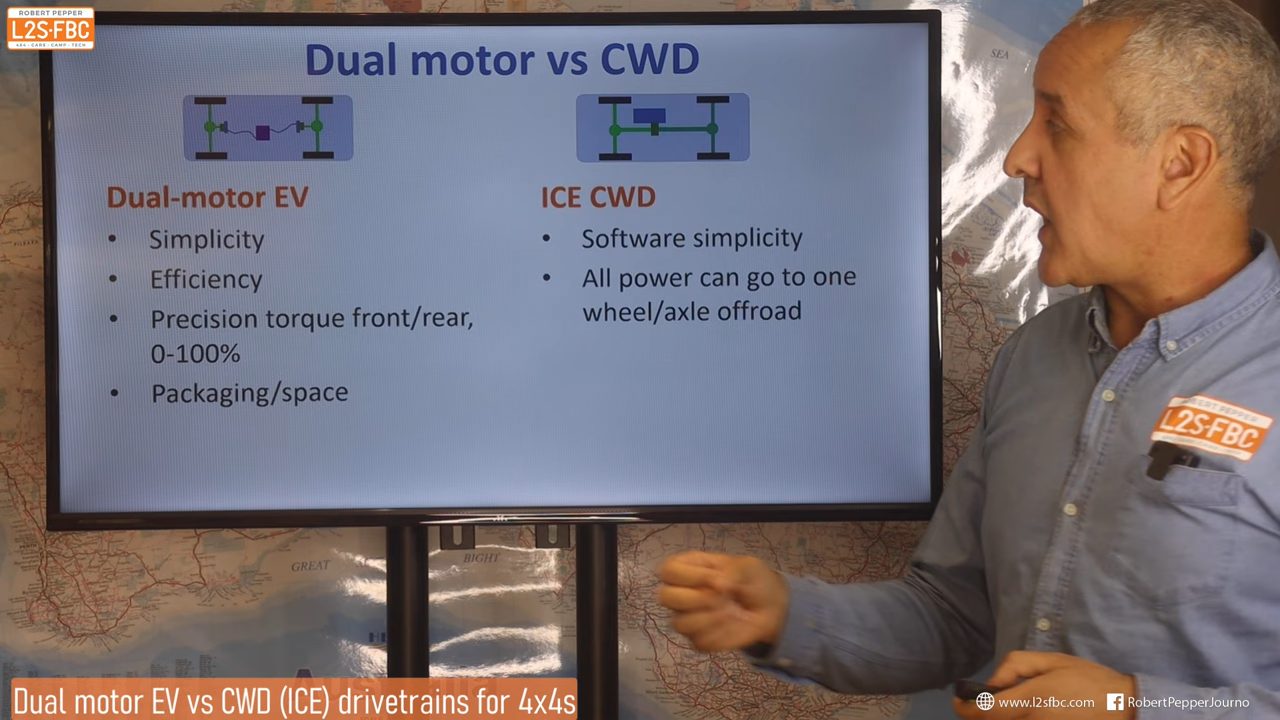 ROBERT PEPPER
L2S·FBC
4X4 - CARS - CAMP - TECH
Dual motor vs CWD
Dual-motor EV
• Simplicity
• Efficiency
• Precision torque front/rear,
0-100%
• Packaging/space
ICE CWD
• Software simplicity
• All power can go to one
wheel/axle offroad
SEA
GREAT
BIGHT
ROBERT PEPPER
L2S·FBC
Dual motor EV vs CWD (ICE) drivetrains for 4x4s
www.l2sfbc.com
RobertPepperJourno